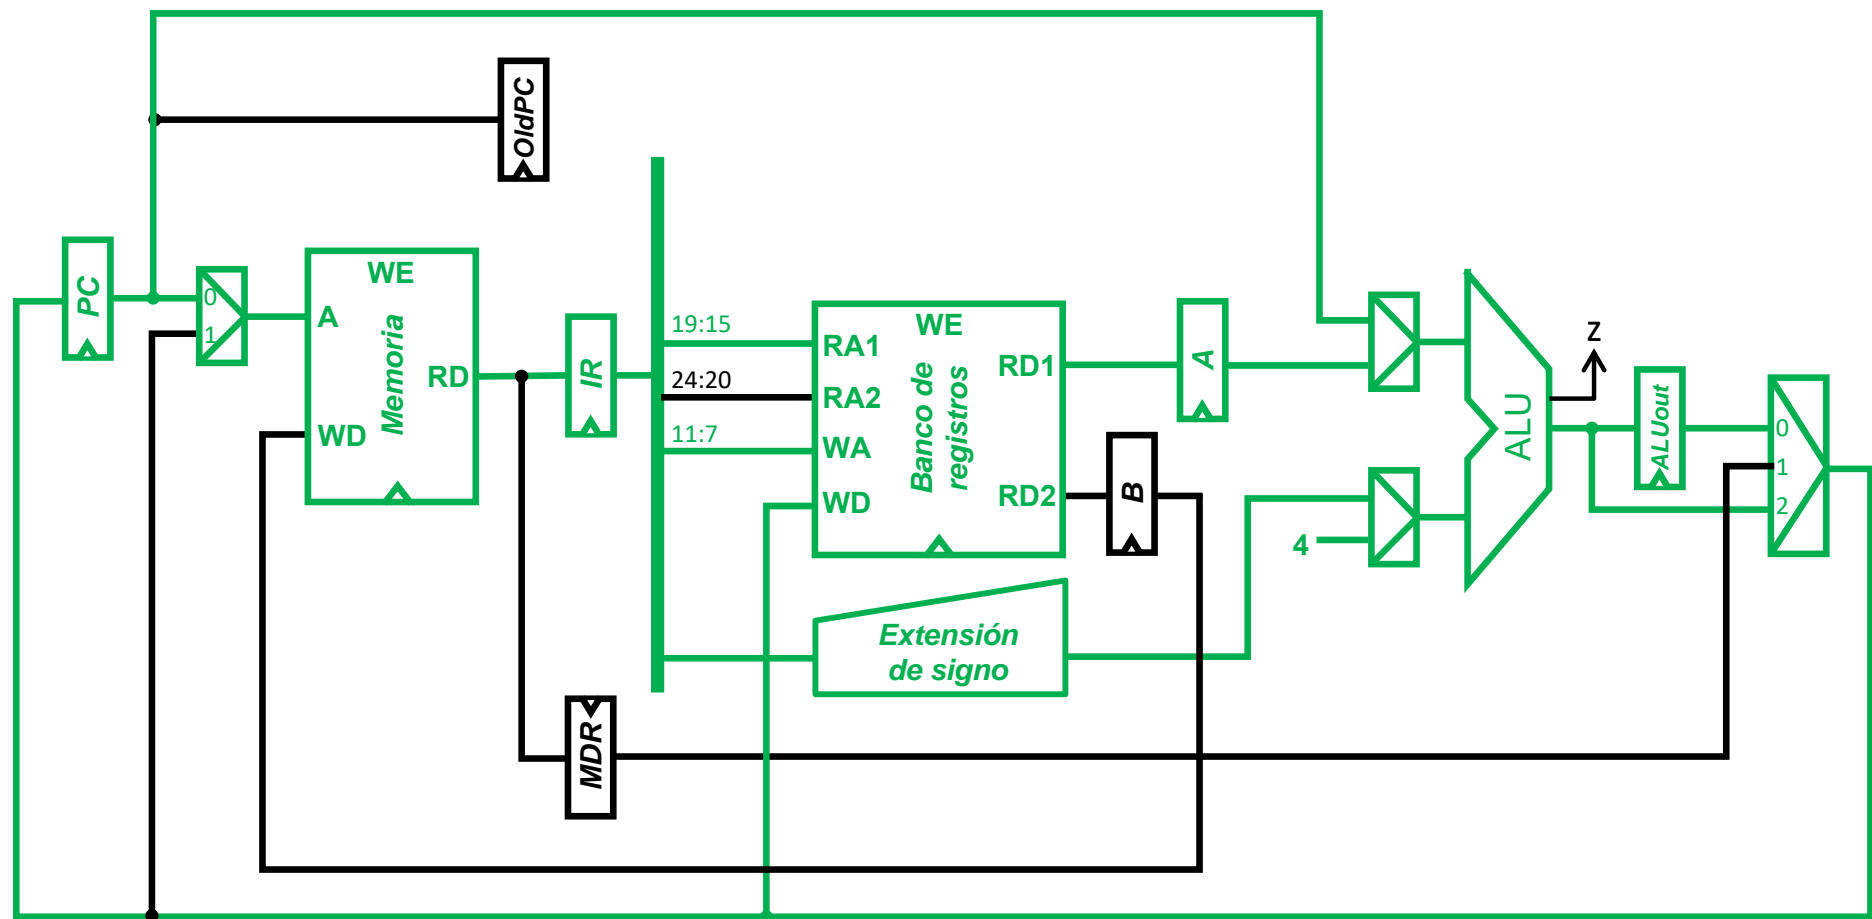 OldPC
PC
0
1
WE
A
Memoria
RD
WD
IR
19:15
24:20
11:7
WE
RA1
RA2
WA
WD
Banco de
registros
RD1
RD2
A
B
4
ALU
Z
ALUout
0
1
2
Extensión
de signo
MDR